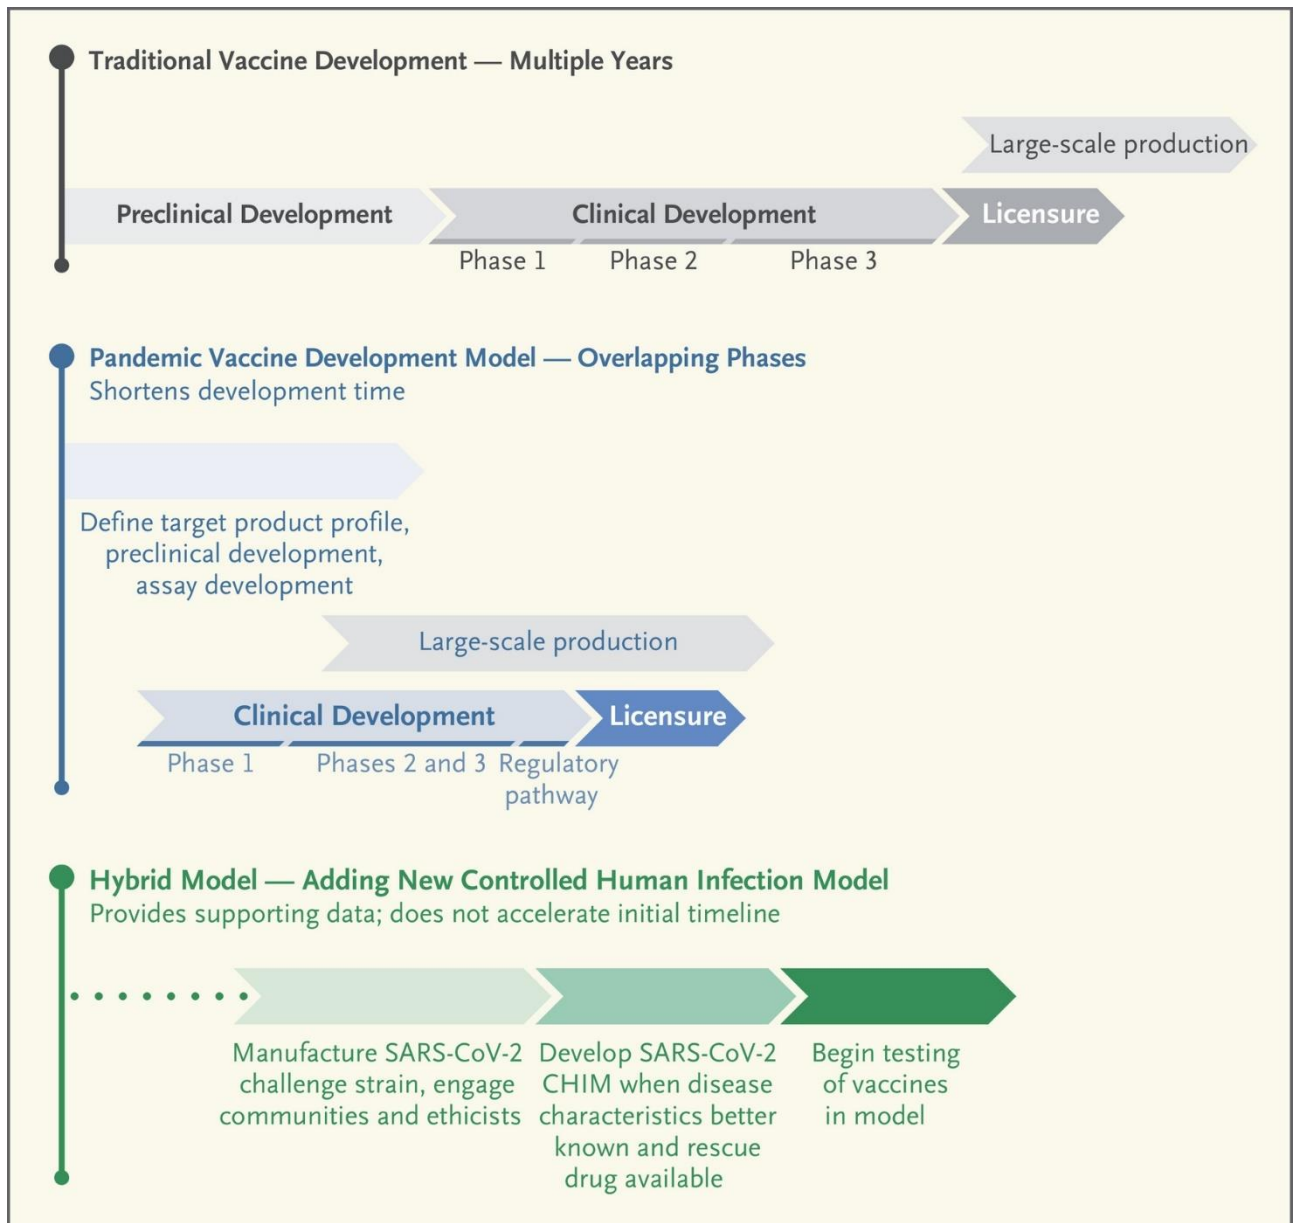 Traditional Vaccine Development — Multiple Years
Large-scale production
Preclinical Development
Clinical Development
Licensure
Phase 1
Phase 2
Phase 3
Pandemic Vaccine Development Model — Overlapping Phases
Shortens development time
Define target product profile,
preclinical development,
assay development
Large-scale production
Clinical Development
Licensure
Phase 1
Phases 2 and 3
Regulatory
pathway
Hybrid Model — Adding New Controlled Human Infection Model
Provides supporting data; does not accelerate initial timeline
Manufacture SARS-CoV-2
challenge strain, engage
communities and ethicists
Develop SARS-CoV-2
CHIM when disease
characteristics better
known and rescue
drug available
Begin testing
of vaccines
in model